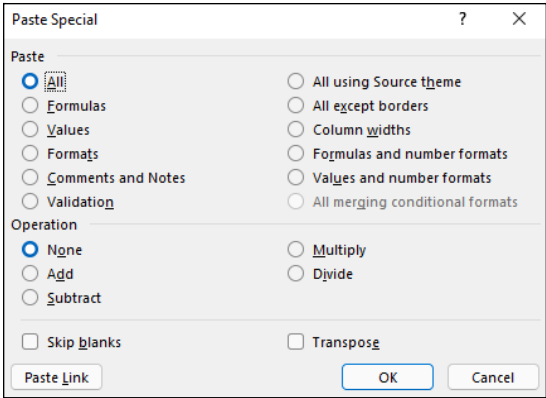 Paste Special ?
Paste
All
Formulas
Values
Formats
Comments and Notes
Validation
All using Source theme
All except borders
Column widths
Formulas and number formats
Values and number formats
All merging conditional formats
Operation
None
Add
Subtract
Multiply
Divide
Skip blanks
Transpose
Paste Link
OK
Cancel